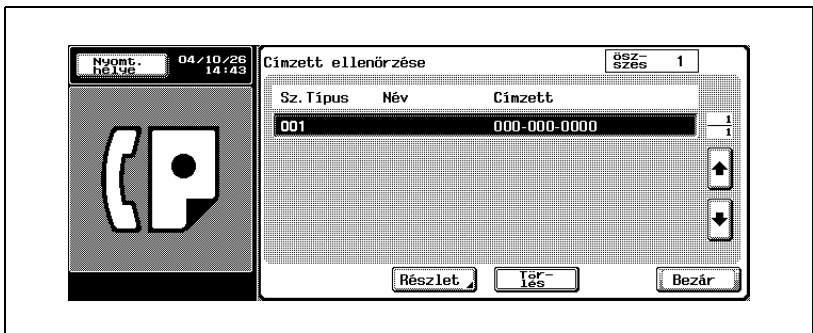 Nyomt. helye
04/10/26
14:43
Címzett ellenőrzése
ösz-
szes 1
Sz. Típus Név Címzett
001 000-000-0000
1
1
Részlet
Tör-
lés
Bezár